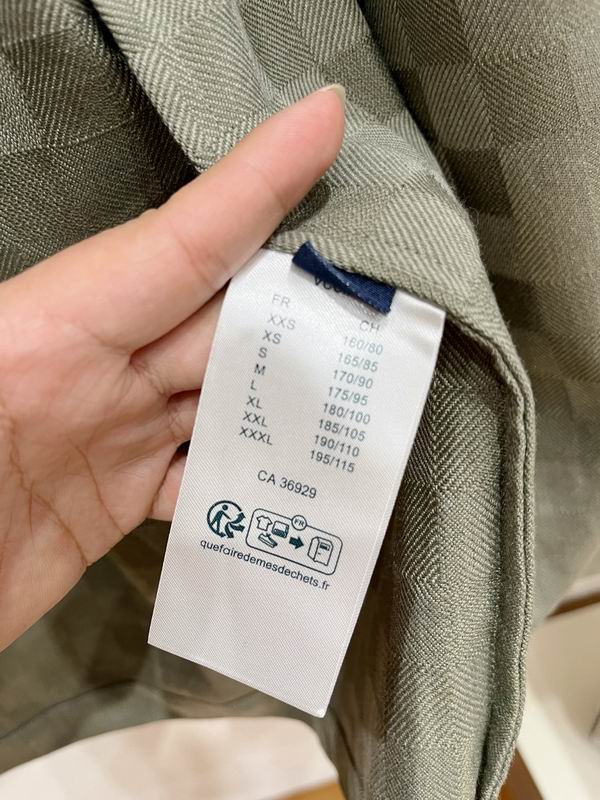 FR CH
XXS 160/80
XS 165/85
S 170/90
M 175/95
L 180/100
XL 185/105
XXL 190/110
XXXL 195/115
CA 36929
FR
quefairedemesdechets.fr